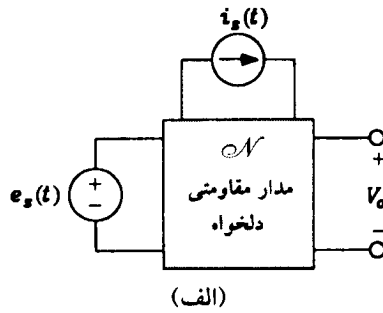 i_s(t)
𝒩
مدار مقاومتی
دلخواه
e_s(t)
+
−
+
V_o
−
(الف)